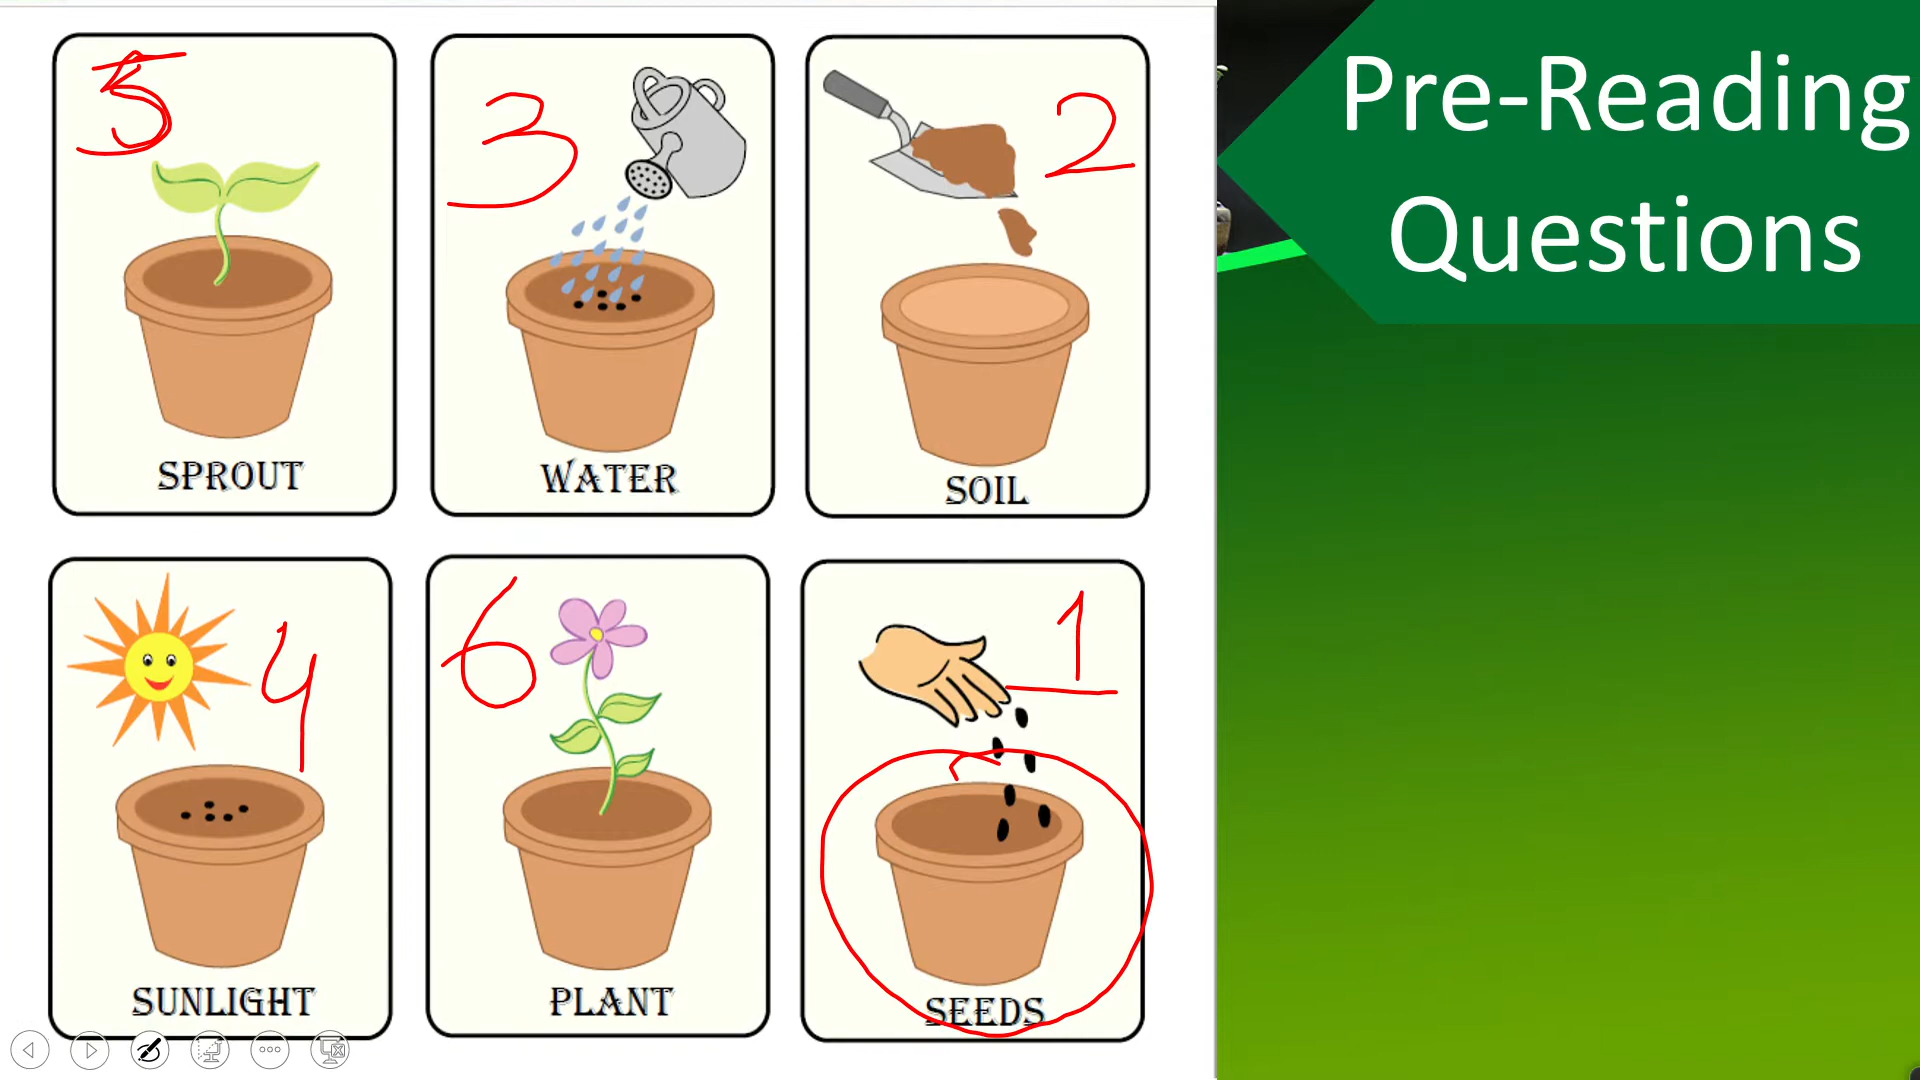 5
3
2
SPROUT
WATER
SOIL
4
6
1
SUNLIGHT
PLANT
SEEDS
Pre-Reading
Questions